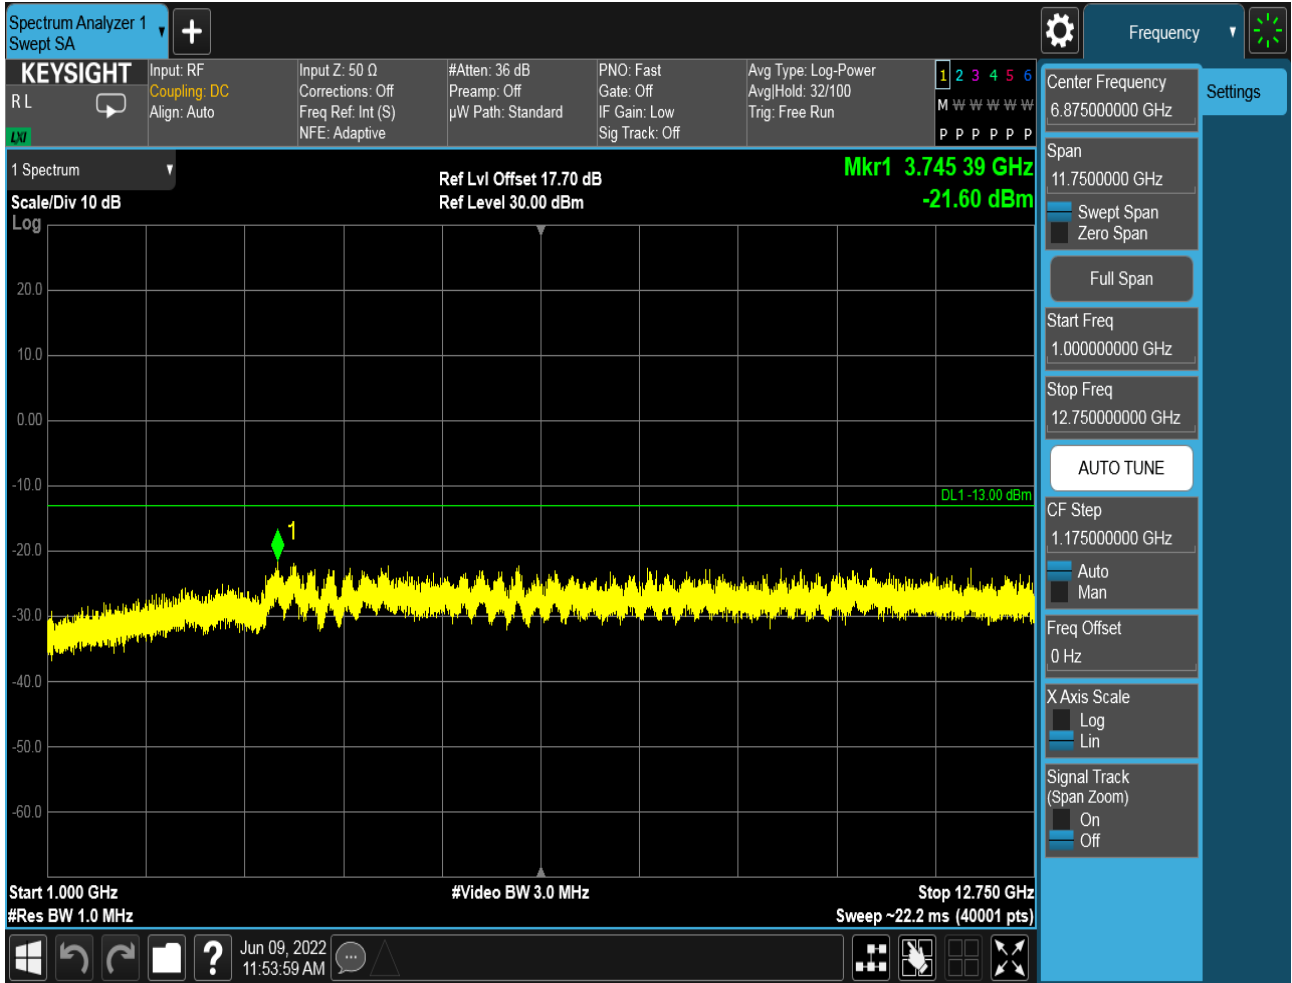 Spectrum Analyzer 1
Swept SA
Frequency
KEYSIGHT
R L
LXI
Input: RF
Coupling: DC
Align: Auto
Input Z: 50 Ω
Corrections: Off
Freq Ref: Int (S)
NFE: Adaptive
#Atten: 36 dB
Preamp: Off
µW Path: Standard
PNO: Fast
Gate: Off
IF Gain: Low
Sig Track: Off
Avg Type: Log-Power
Avg|Hold: 32/100
Trig: Free Run
1 2 3 4 5 6
M W W W W W
P P P P P P
1 Spectrum
Scale/Div 10 dB
Log
Ref Lvl Offset 17.70 dB
Ref Level 30.00 dBm
Mkr1 3.745 39 GHz
-21.60 dBm
20.0
10.0
0.00
-10.0
-20.0
-30.0
-40.0
-50.0
-60.0
DL1 -13.00 dBm
1
Start 1.000 GHz
#Res BW 1.0 MHz
#Video BW 3.0 MHz
Stop 12.750 GHz
Sweep ~22.2 ms (40001 pts)
Center Frequency
6.875000000 GHz
Span
11.7500000 GHz
Swept Span
Zero Span
Full Span
Start Freq
1.000000000 GHz
Stop Freq
12.750000000 GHz
AUTO TUNE
CF Step
1.175000000 GHz
Auto
Man
Freq Offset
0 Hz
X Axis Scale
Log
Lin
Signal Track
(Span Zoom)
On
Off
Settings
?
Jun 09, 2022
11:53:59 AM